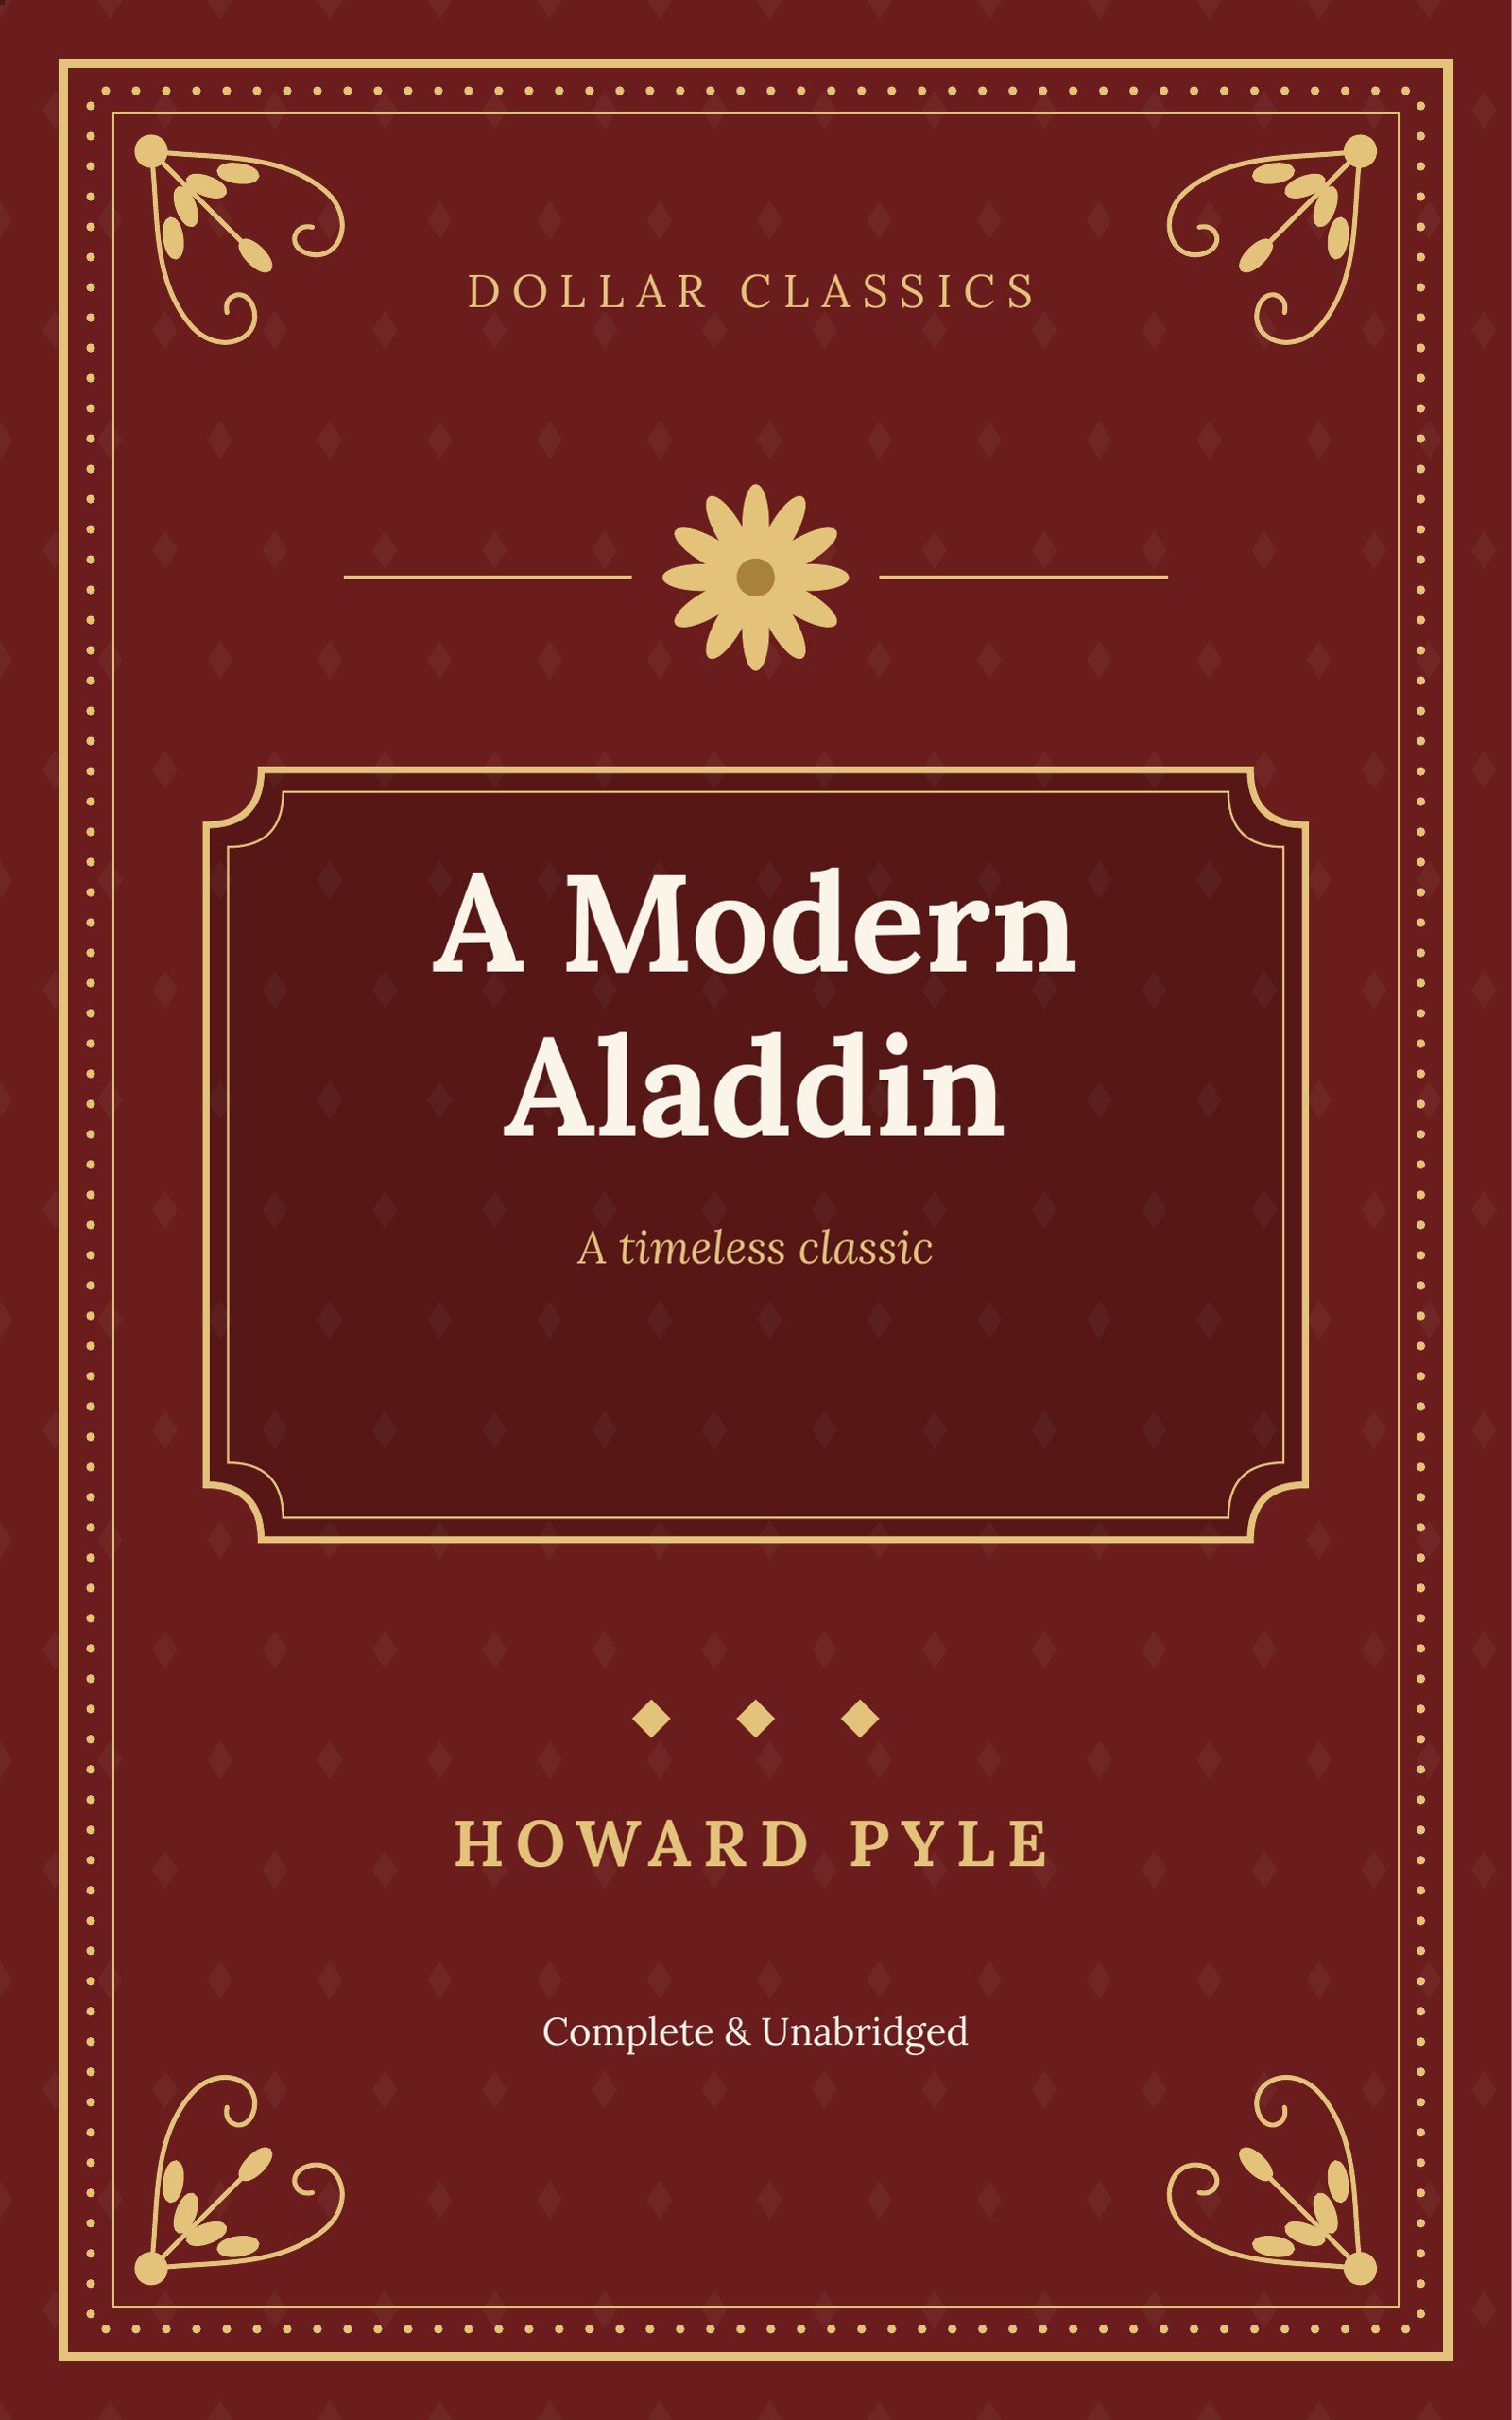 DOLLAR CLASSICS
A Modern
Aladdin
A timeless classic
HOWARD PYLE
Complete & Unabridged